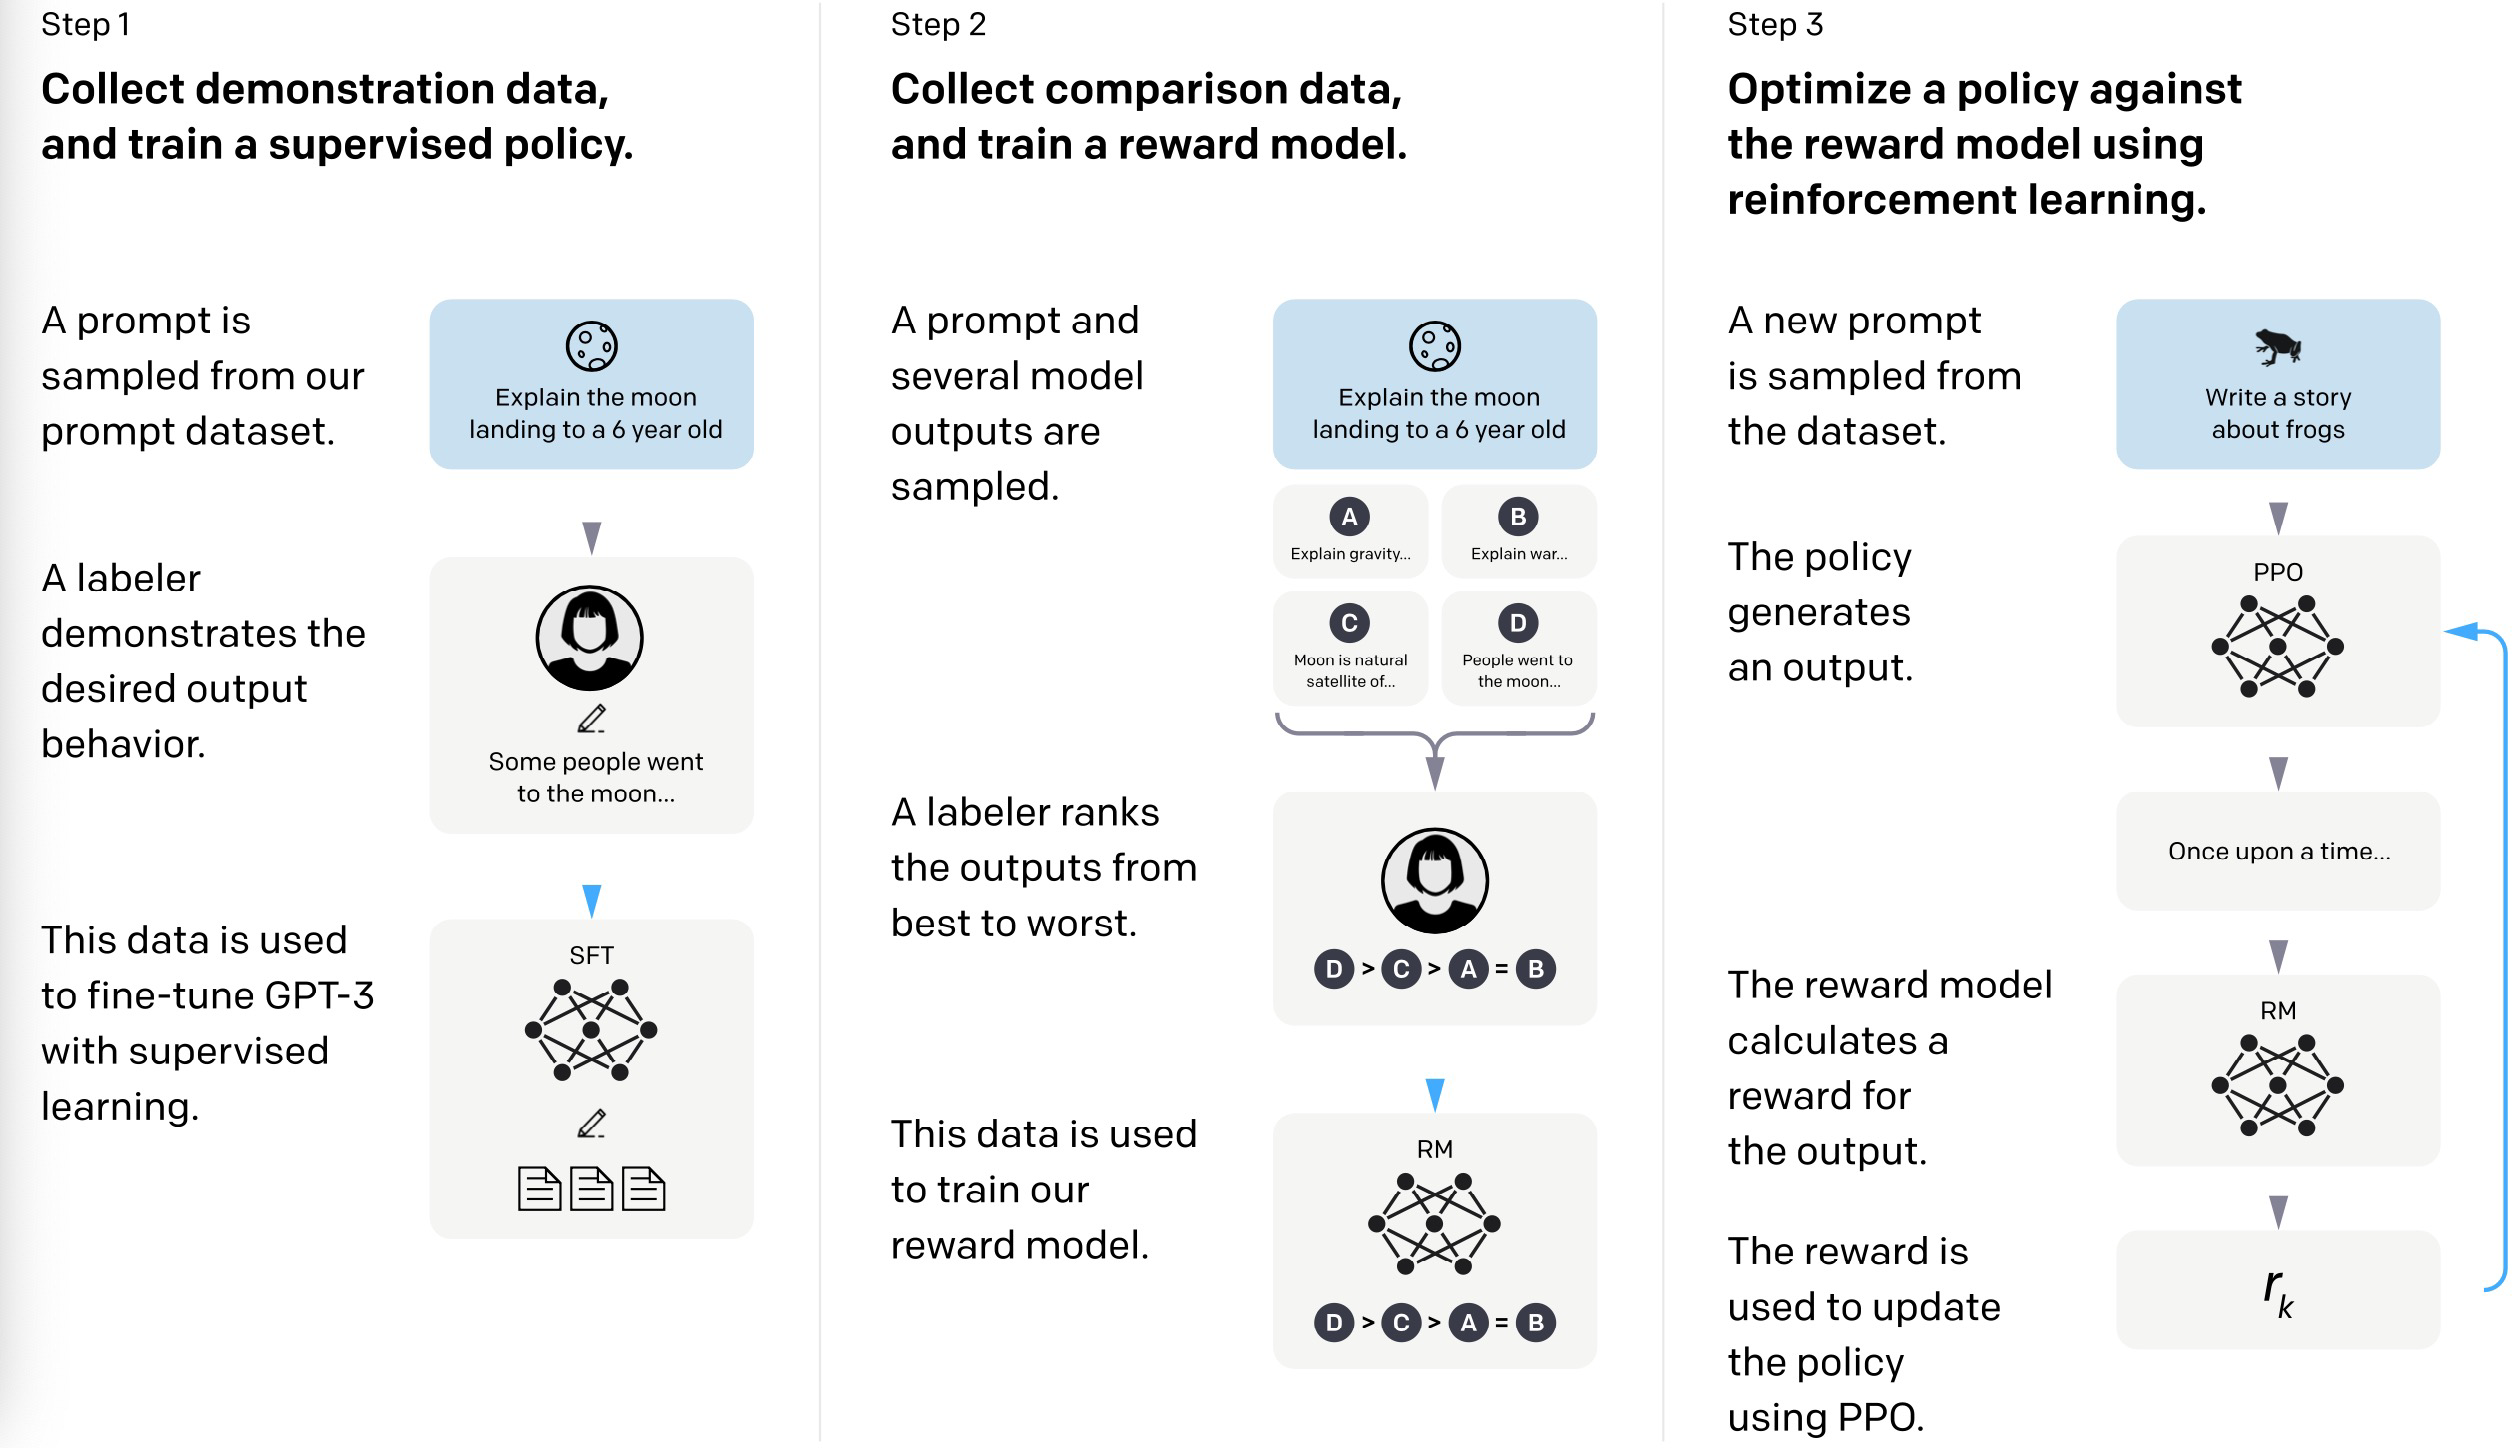 Step 1
Collect demonstration data,
and train a supervised policy.
A prompt is
sampled from our
prompt dataset.
Explain the moon
landing to a 6 year old
A labeler
demonstrates the
desired output
behavior.
Some people went
to the moon...
This data is used
to fine-tune GPT-3
with supervised
learning.
SFT
Step 2
Collect comparison data,
and train a reward model.
A prompt and
several model
outputs are
sampled.
Explain the moon
landing to a 6 year old
A
Explain gravity...
B
Explain war...
C
Moon is natural
satellite of...
D
People went to
the moon...
A labeler ranks
the outputs from
best to worst.
D > C > A = B
This data is used
to train our
reward model.
RM
D > C > A = B
Step 3
Optimize a policy against
the reward model using
reinforcement learning.
A new prompt
is sampled from
the dataset.
Write a story
about frogs
The policy
generates
an output.
PPO
Once upon a time...
The reward model
calculates a
reward for
the output.
RM
The reward is
used to update
the policy
using PPO.
r_k